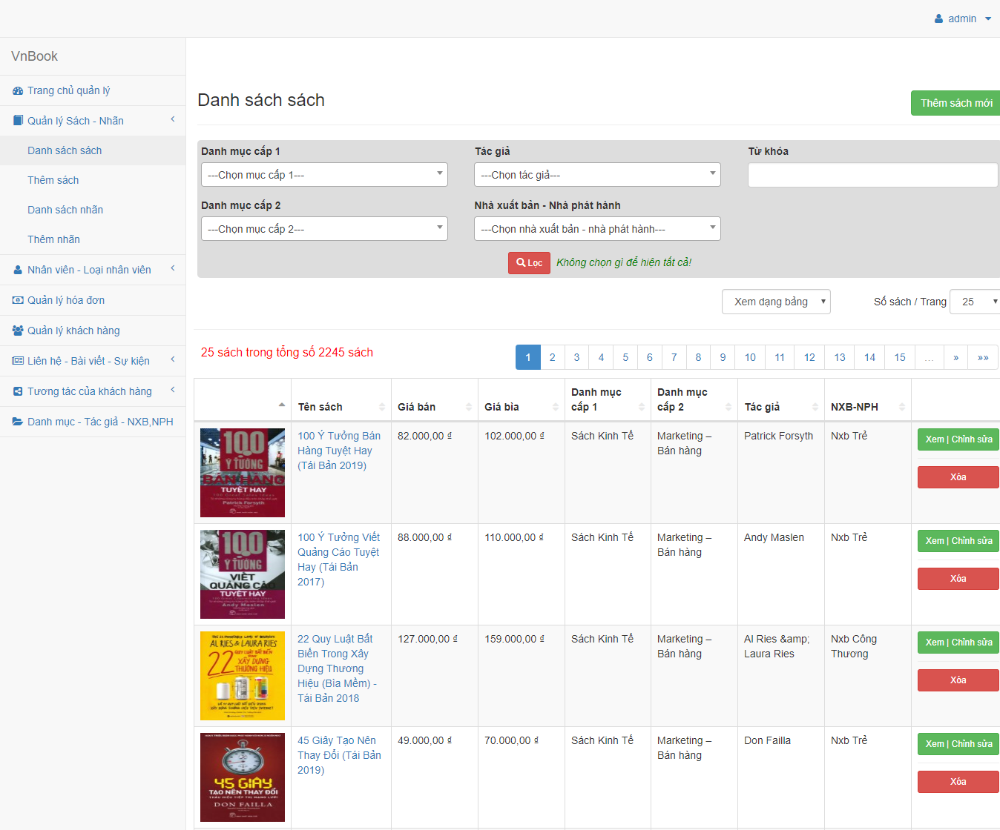 admin
VnBook
Trang chủ quản lý
Quản lý Sách - Nhãn
Danh sách sách
Thêm sách
Danh sách nhãn
Thêm nhãn
Nhân viên - Loại nhân viên
Quản lý hóa đơn
Quản lý khách hàng
Liên hệ - Bài viết - Sự kiện
Tương tác của khách hàng
Danh mục - Tác giả - NXB,NPH
Danh sách sách
Thêm sách mới
Danh mục cấp 1
Tác giả
Từ khóa
---Chọn mục cấp 1---
---Chọn tác giả---
Danh mục cấp 2
Nhà xuất bản - Nhà phát hành
---Chọn mục cấp 2---
---Chọn nhà xuất bản - nhà phát hành---
Lọc
Không chọn gì để hiện tất cả!
Xem dạng bảng
Số sách / Trang
25
25 sách trong tổng số 2245 sách
1 2 3 4 5 6 7 8 9 10 11 12 13 14 15 ... » »»
Tên sách
Giá bán
Giá bìa
Danh mục
cấp 1
Danh mục
cấp 2
Tác giả
NXB-NPH
100
Ý TƯỞNG
BÁN HÀNG
TUYỆT HAY
Patrick Forsyth
100 Ý Tưởng Bán
Hàng Tuyệt Hay
(Tái Bản 2019)
82.000,00 ₫
102.000,00 ₫
Sách Kinh Tế
Marketing –
Bán hàng
Patrick Forsyth
Nxb Trẻ
Xem | Chỉnh sửa
Xóa
100
Ý TƯỞNG
VIẾT
QUẢNG CÁO
TUYỆT HAY
Andy Maslen
100 Ý Tưởng Viết
Quảng Cáo Tuyệt
Hay (Tái Bản
2017)
88.000,00 ₫
110.000,00 ₫
Sách Kinh Tế
Marketing –
Bán hàng
Andy Maslen
Nxb Trẻ
Xem | Chỉnh sửa
Xóa
AL RIES & LAURA RIES
22 QUY LUẬT BẤT BIẾN
XÂY DỰNG
THƯƠNG HIỆU
22 Quy Luật Bất
Biến Trong Xây
Dựng Thương
Hiệu (Bìa Mềm) -
Tái Bản 2018
127.000,00 ₫
159.000,00 ₫
Sách Kinh Tế
Marketing –
Bán hàng
Al Ries &amp;
Laura Ries
Nxb Công
Thương
Xem | Chỉnh sửa
Xóa
45 GIÂY
TẠO NÊN THAY ĐỔI
DON FAILLA
45 Giây Tạo Nên
Thay Đổi (Tái Bản
2019)
49.000,00 ₫
70.000,00 ₫
Sách Kinh Tế
Marketing –
Bán hàng
Don Failla
Nxb Trẻ
Xem | Chỉnh sửa
Xóa